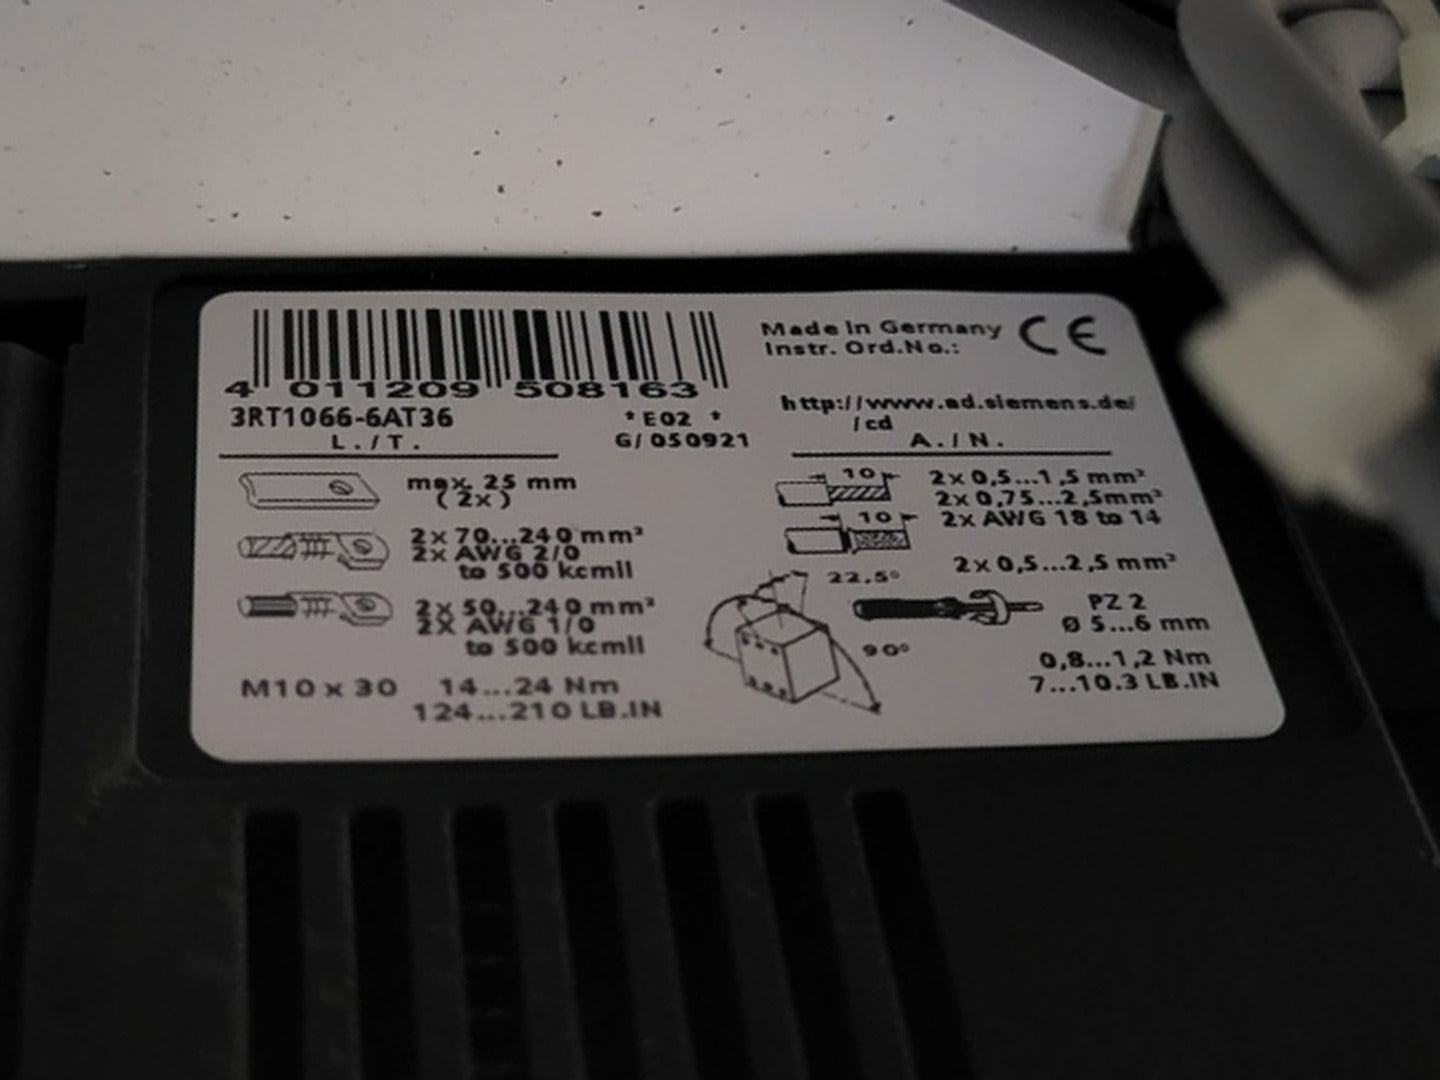 Made in Germany CE
Instr. Ord.No.:
4 011209 508163
http://www.ad.siemens.de/
/cd
3RT1066-6AT36
*E02 *
G/050921
L./T.
A./N.
max. 25 mm
(2x)
2x 70...240 mm²
2x AWG 2/0
to 500 kcmil
2x 50...240 mm²
2x AWG 1/0
to 500 kcmil
M10 x 30 14...24 Nm
124...210 LB.IN
10
2x 0,5...1,5 mm²
2x 0,75...2,5mm²
2x AWG 18 to 14
10
2x 0,5...2,5 mm²
22.5°
90°
PZ 2
Ø 5...6 mm
0,8...1,2 Nm
7...10.3 LB.IN